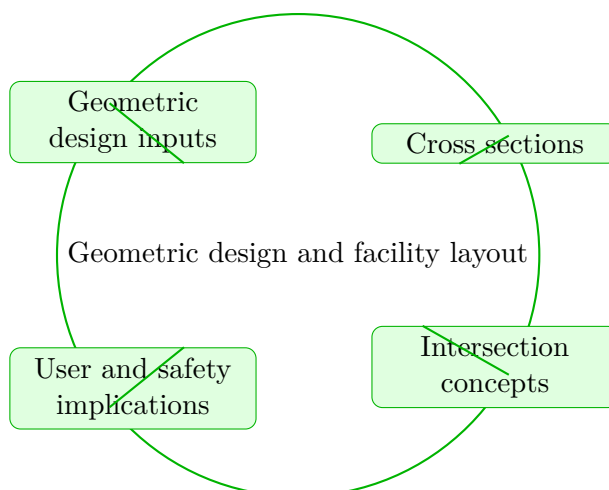 Geometric
design inputs
Cross sections
Geometric design and facility layout
User and safety
implications
Intersection
concepts